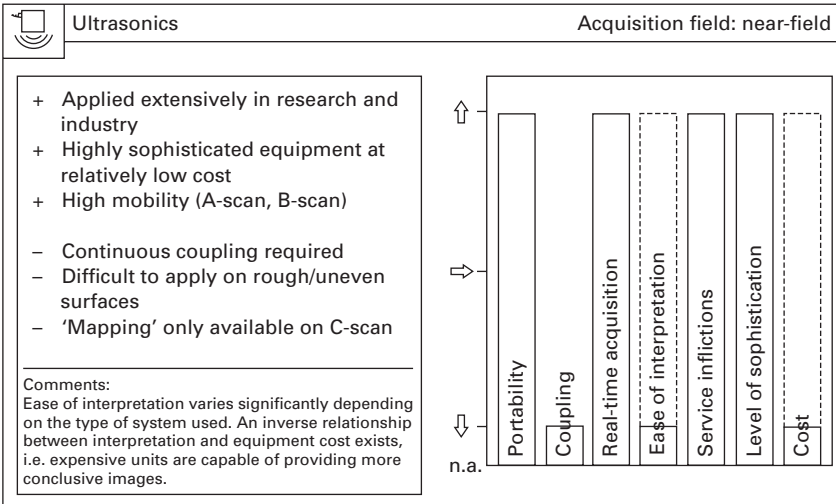 Ultrasonics
Acquisition field: near-field
+ Applied extensively in research and
industry
+ Highly sophisticated equipment at
relatively low cost
+ High mobility (A-scan, B-scan)
– Continuous coupling required
– Difficult to apply on rough/uneven
surfaces
– ‘Mapping’ only available on C-scan
Comments:
Ease of interpretation varies significantly depending
on the type of system used. An inverse relationship
between interpretation and equipment cost exists,
i.e. expensive units are capable of providing more
conclusive images.
n.a.
Portability
Coupling
Real-time acquisition
Ease of interpretation
Service inflictions
Level of sophistication
Cost